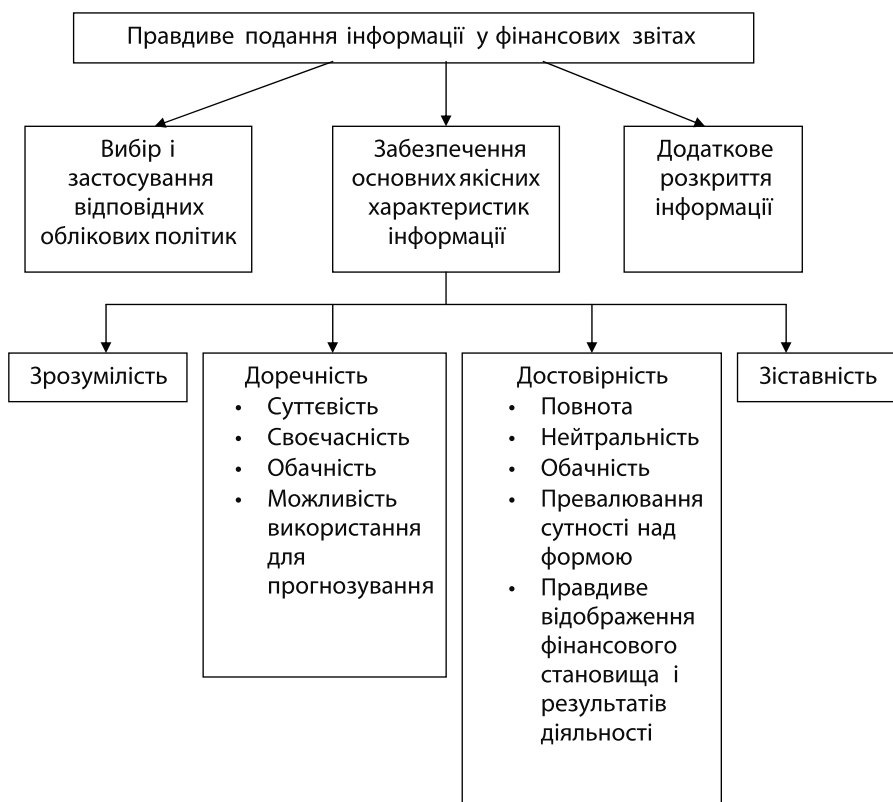 Правдиве подання інформації у фінансових звітах
Вибір і
застосування
відповідних
облікових політик
Забезпечення
основних якісних
характеристик
інформації
Додаткове
розкриття
інформації
Зрозумілість
Доречність
• Суттєвість
• Своєчасність
• Обачність
• Можливість
використання
для
прогнозування
Достовірність
• Повнота
• Нейтральність
• Обачність
• Превалювання
сутності над
формою
• Правдиве
відображення
фінансового
становища і
результатів
діяльності
Зіставність